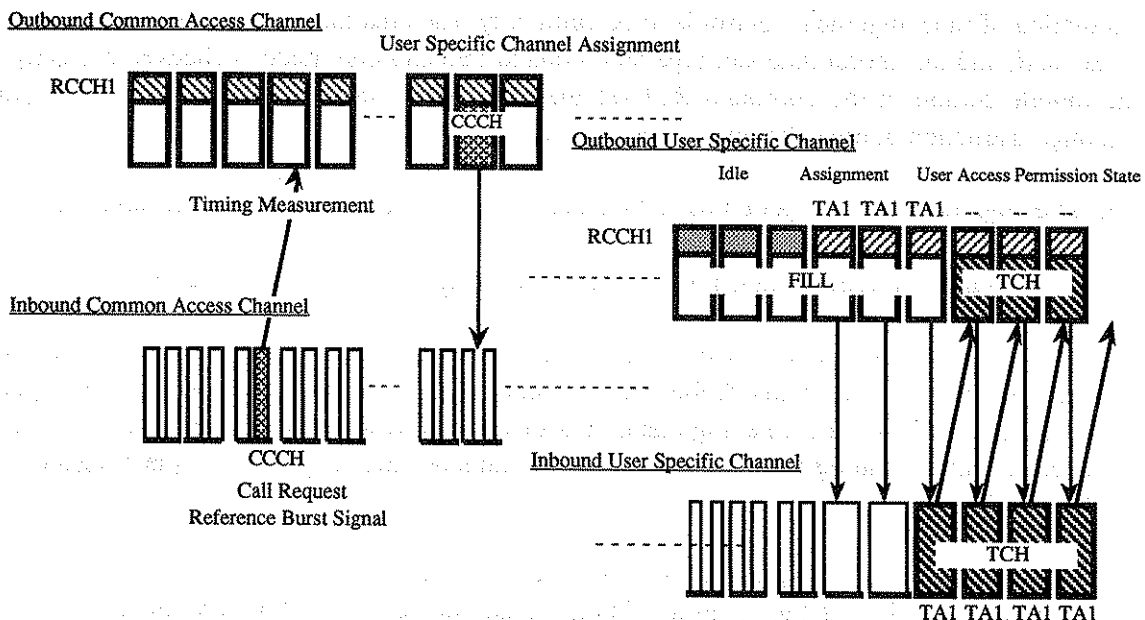 Outbound Common Access Channel
User Specific Channel Assignment
RCCH1
CCCH
Outbound User Specific Channel
Idle Assignment User Access Permission State
Timing Measurement
TA1 TA1 TA1 -- -- --
RCCH1
FILL TCH
Inbound Common Access Channel
CCCH
Inbound User Specific Channel
Call Request
Reference Burst Signal
TCH
TA1 TA1 TA1 TA1